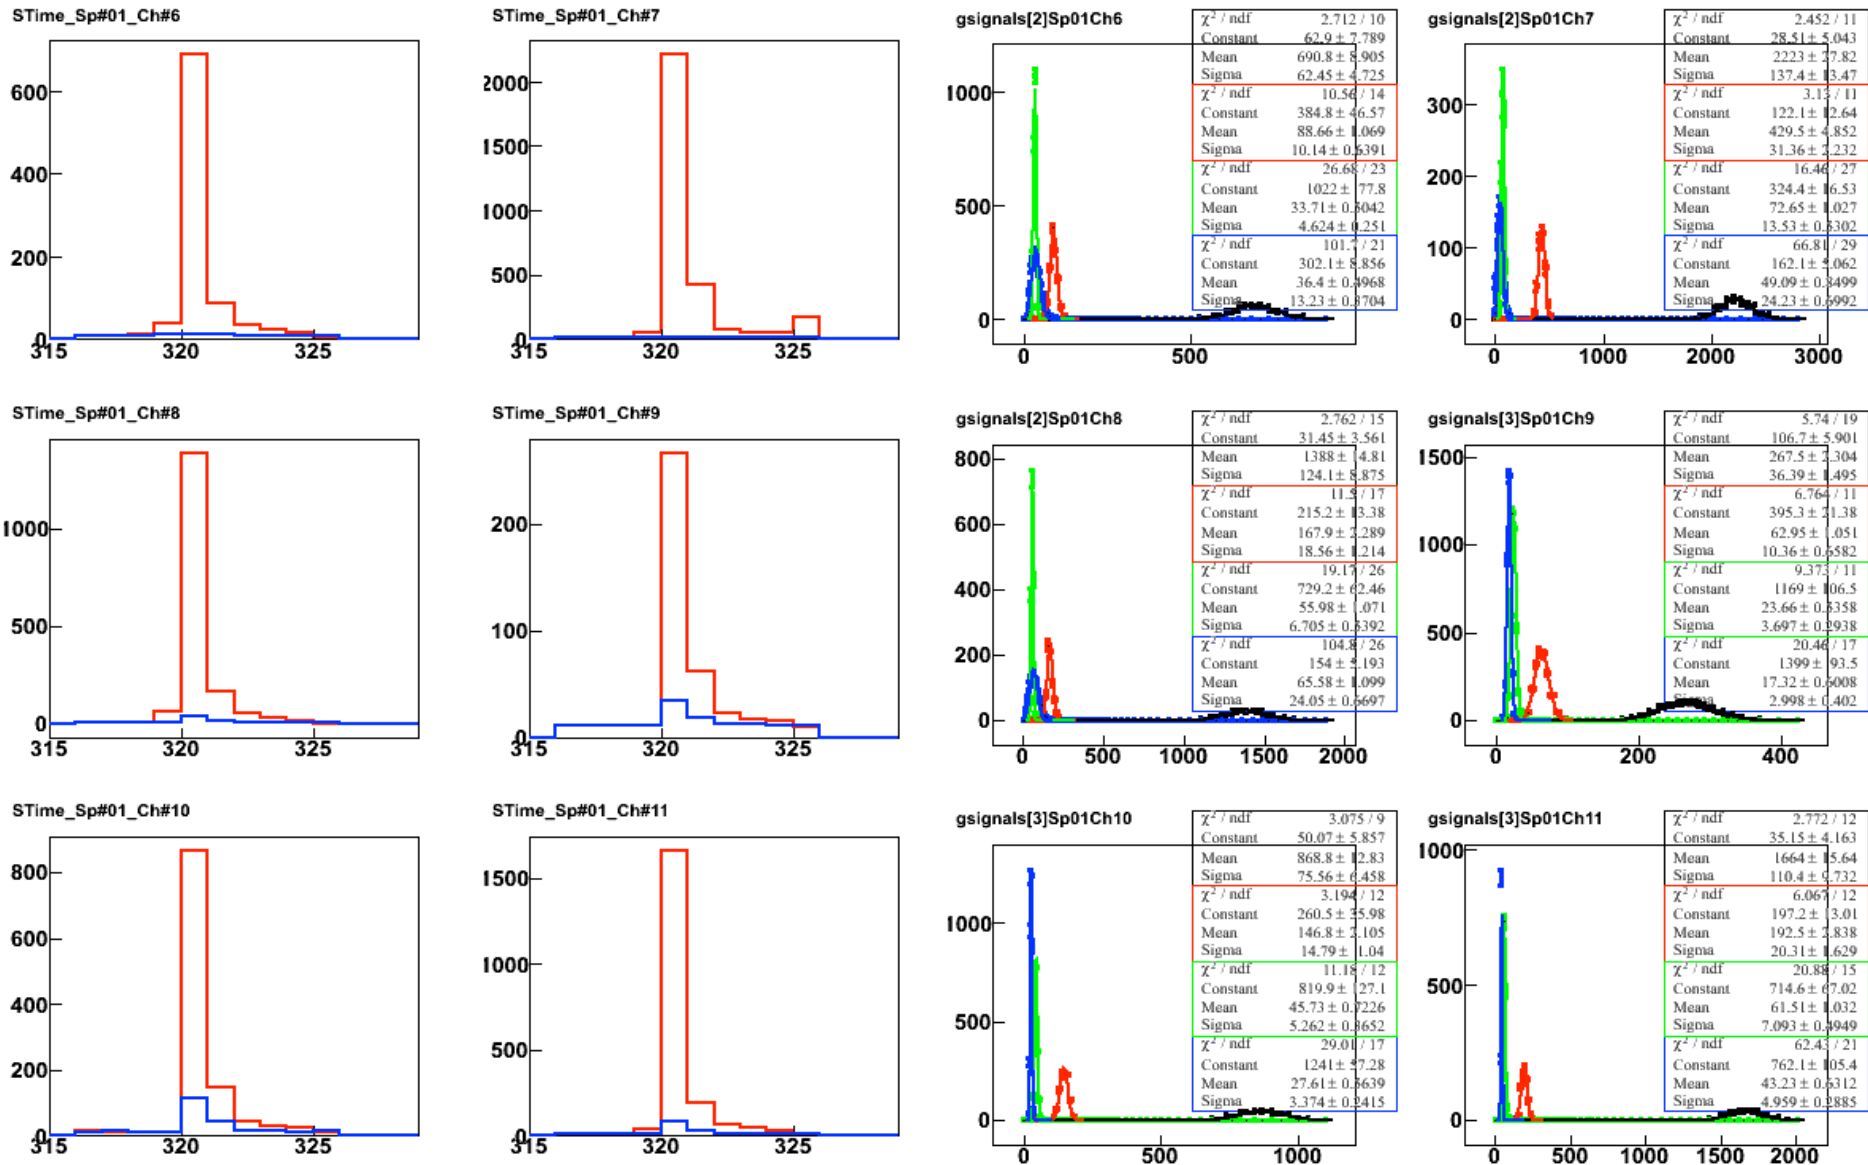 STime_Sp#01_Ch#6
600
400
200
0
315 320 325
STime_Sp#01_Ch#7
2000
1500
1000
500
0
315 320 325
gsignals[2]Sp01Ch6
1000
500
0
0 500
χ² / ndf 2.712 / 10
Constant 62.9 ± 7.789
Mean 690.8 ± 8.905
Sigma 62.45 ± 4.725
χ² / ndf 10.56 / 14
Constant 384.8 ± 46.57
Mean 88.66 ± 1.069
Sigma 10.14 ± 0.6391
χ² / ndf 26.68 / 23
Constant 1022 ± 77.8
Mean 33.71 ± 0.5042
Sigma 4.624 ± 0.251
χ² / ndf 101.7 / 21
Constant 302.1 ± 8.856
Mean 36.4 ± 0.4968
Sigma 13.23 ± 0.3704
gsignals[2]Sp01Ch7
300
200
100
0
0 1000 2000 3000
χ² / ndf 2.452 / 11
Constant 28.51 ± 5.043
Mean 2223 ± 27.82
Sigma 137.4 ± 13.47
χ² / ndf 3.13 / 11
Constant 122.1 ± 12.64
Mean 429.5 ± 4.852
Sigma 31.36 ± 2.232
χ² / ndf 16.46 / 27
Constant 324.4 ± 16.53
Mean 72.65 ± 1.027
Sigma 13.53 ±
χ² / ndf 66.81 / 29
Constant 162.1 ±
Mean 49.09 ± 0.8499
Sigma 24.23 ± 0.6992
STime_Sp#01_Ch#8
1000
500
0
315 320 325
STime_Sp#01_Ch#9
200
100
0
315 320 325
gsignals[2]Sp01Ch8
800
600
400
200
0
0 500 1000 1500 2000
χ² / ndf 2.762 / 15
Constant 31.45 ± 3.561
Mean 1388 ± 14.81
Sigma 124.1 ± 8.875
χ² / ndf 11.5 / 17
Constant 215.2 ± 13.38
Mean 167.9 ± 2.289
Sigma 18.56 ± 1.214
χ² / ndf 19.17 / 26
Constant 729.2 ± 62.46
Mean 55.98 ± 1.071
Sigma 6.705 ±
χ² / ndf 104.8 / 26
Constant 154 ±
Mean 65.58 ± 1.099
Sigma 24.05 ± 0.6697
gsignals[3]Sp01Ch9
1500
1000
500
0
0 200 400
χ² / ndf 5.74 / 19
Constant 106.7 ± 5.901
Mean 267.5 ± 2.304
Sigma 36.39 ± 1.495
χ² / ndf 6.764 / 11
Constant 395.3 ± 21.38
Mean 62.95 ± 1.051
Sigma 10.36 ± 0.6582
χ² / ndf 9.373 / 11
Constant 1169 ± 106.5
Mean 23.66 ±
Sigma 3.697 ± 0.2938
χ² / ndf 20.46 / 17
Constant 1399 ± 93.5
Mean 17.32 ± 0.6008
Sigma 2.998 ± 0.402
STime_Sp#01_Ch#10
800
600
400
200
0
315 320 325
STime_Sp#01_Ch#11
1500
1000
500
0
315 320 325
gsignals[3]Sp01Ch10
1000
500
0
0 500 1000
χ² / ndf 3.075 / 9
Constant 50.07 ± 5.857
Mean 868.8 ± 12.83
Sigma 75.56 ± 6.458
χ² / ndf 3.194 / 12
Constant 260.5 ±
Mean 146.8 ± 2.105
Sigma 14.79 ± 1.04
χ² / ndf 11.18 / 12
Constant 819.9 ± 127.1
Mean 45.73 ± 0.7226
Sigma 5.262 ±
χ² / ndf 29.01 / 17
Constant 1241 ±
Mean 27.61 ±
Sigma 3.374 ± 0.2415
gsignals[3]Sp01Ch11
1000
500
0
0 500 1000 1500 2000
χ² / ndf 2.772 / 12
Constant 35.15 ± 4.163
Mean 1664 ± 15.64
Sigma 110.4 ± 9.732
χ² / ndf 6.067 / 12
Constant 197.2 ± 13.01
Mean 192.5 ± 2.838
Sigma 20.31 ± 1.629
χ² / ndf 20.88 / 15
Constant 714.6 ± 67.02
Mean 61.51 ± 1.032
Sigma 7.093 ± 0.4949
χ² / ndf 62.43 / 21
Constant 762.1 ± 105.4
Mean 43.23 ± 0.6312
Sigma 4.959 ± 0.2885